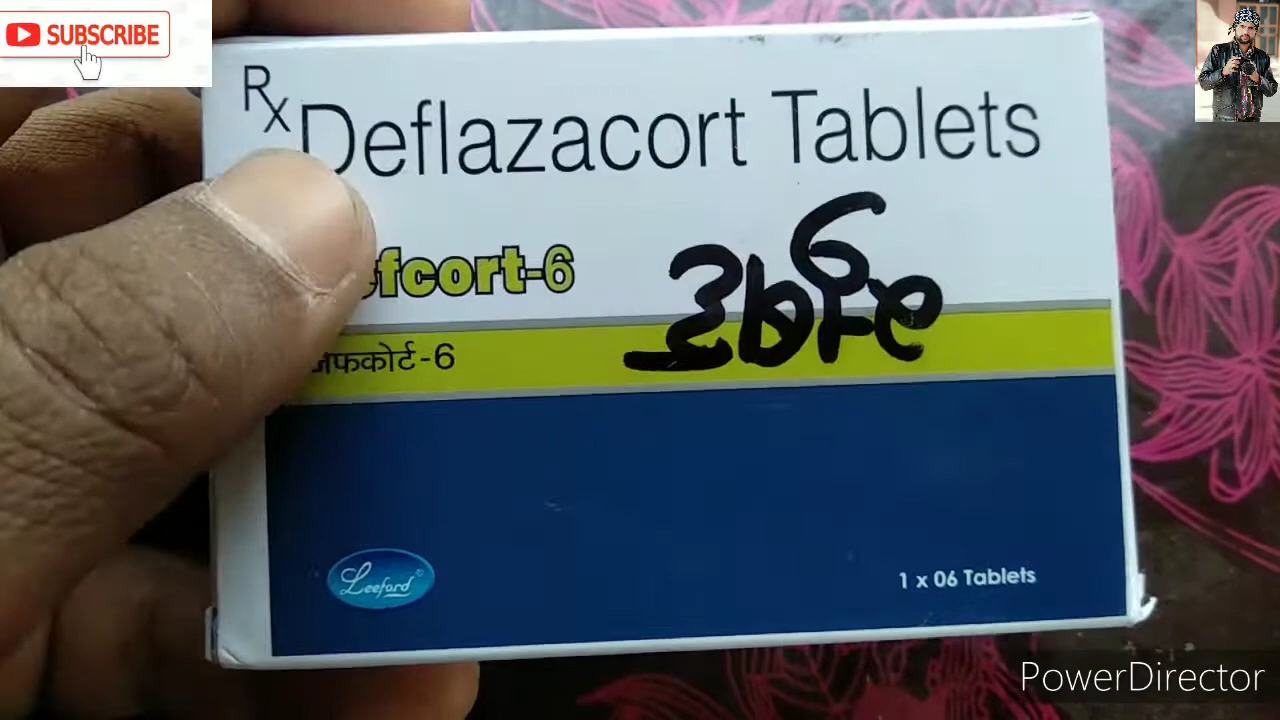 SUBSCRIBE
Rx Deflazacort Tablets
efcort-6
फकोर्ट-6
Leeford
1 x 06 Tablets
PowerDirector